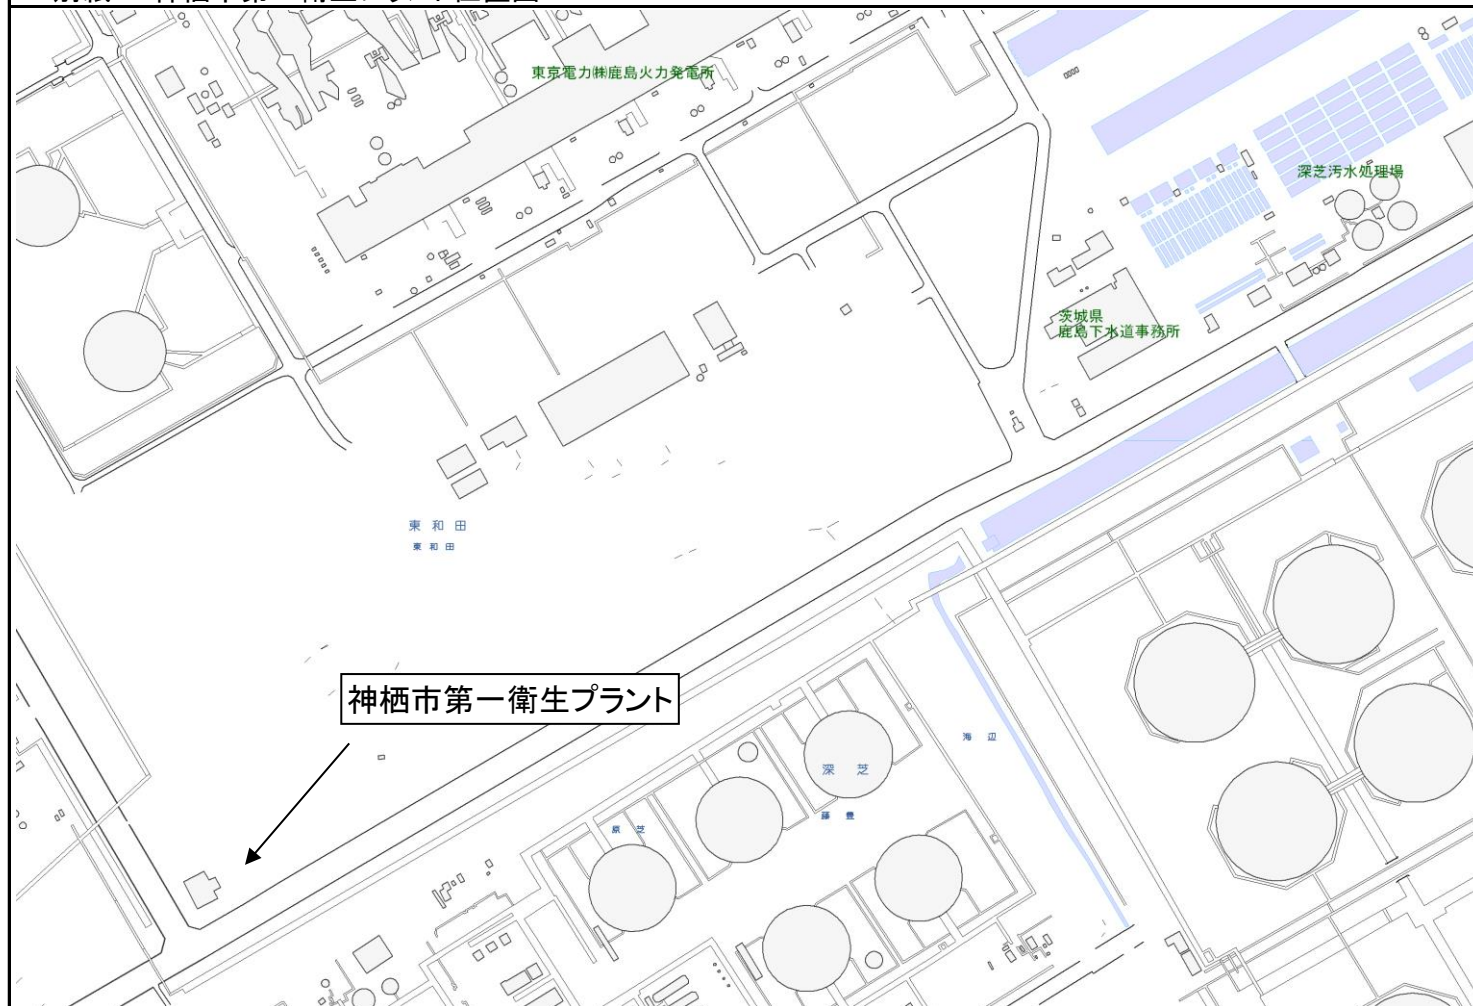 東京電力㈱鹿島火力発電所
深芝汚水処理場
茨城県
鹿島下水道事務所
東和田
東和田
神栖市第一衛生プラント
海辺
深芝
原芝